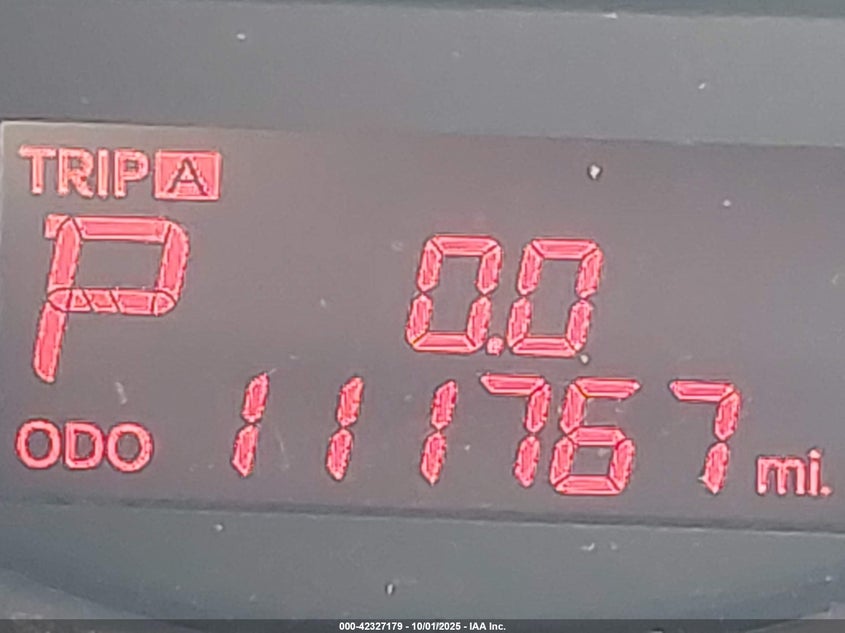 TRIP A
P 0.0
ODO 111767 mi.
000-42327179 - 10/01/2025 - IAA Inc.